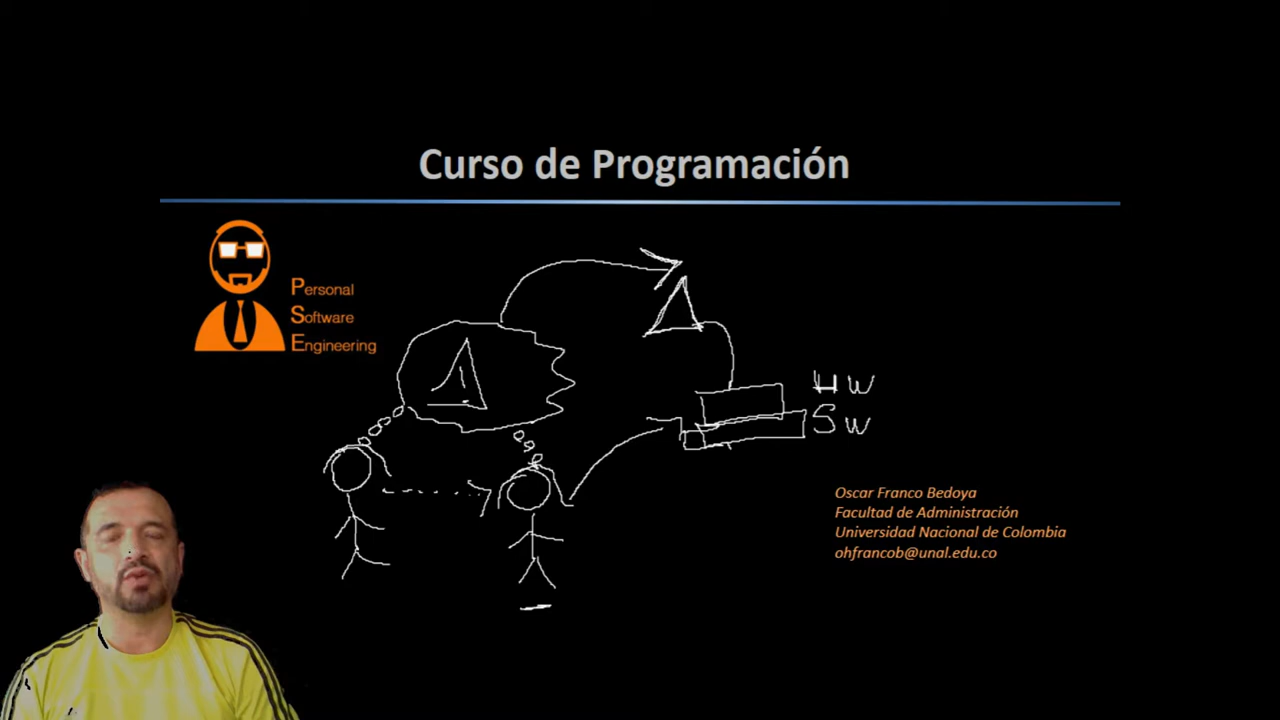 Curso de Programación
Personal
Software
Engineering
HW
SW
Oscar Franco Bedoya
Facultad de Administración
Universidad Nacional de Colombia
ohfrancob@unal.edu.co